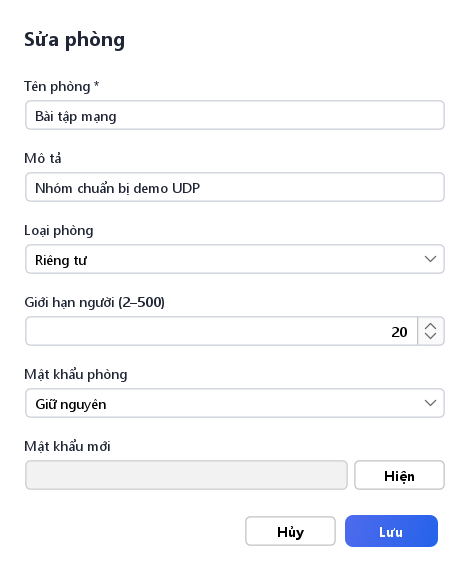 Sửa phòng
Tên phòng *
Bài tập mạng
Mô tả
Nhóm chuẩn bị demo UDP
Loại phòng
Riêng tư
Giới hạn người (2–500)
20
Mật khẩu phòng
Giữ nguyên
Mật khẩu mới
Hiện
Hủy
Lưu